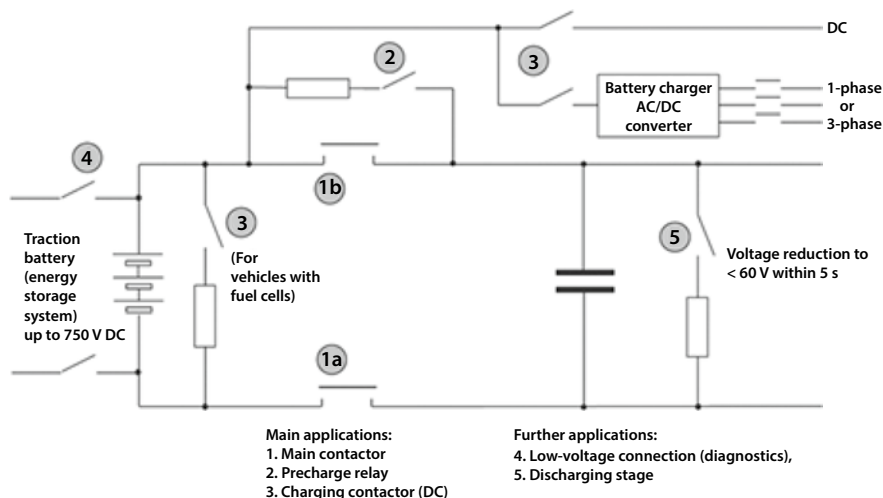 DC
2
3
Battery charger
AC/DC
converter
1-phase
or
3-phase
4
1b
3
(For
vehicles with
fuel cells)
5
Voltage reduction to
< 60 V within 5 s
Traction
battery
(energy
storage
system)
up to 750 V DC
1a
Main applications:
1. Main contactor
2. Precharge relay
3. Charging contactor (DC)
Further applications:
4. Low-voltage connection (diagnostics),
5. Discharging stage